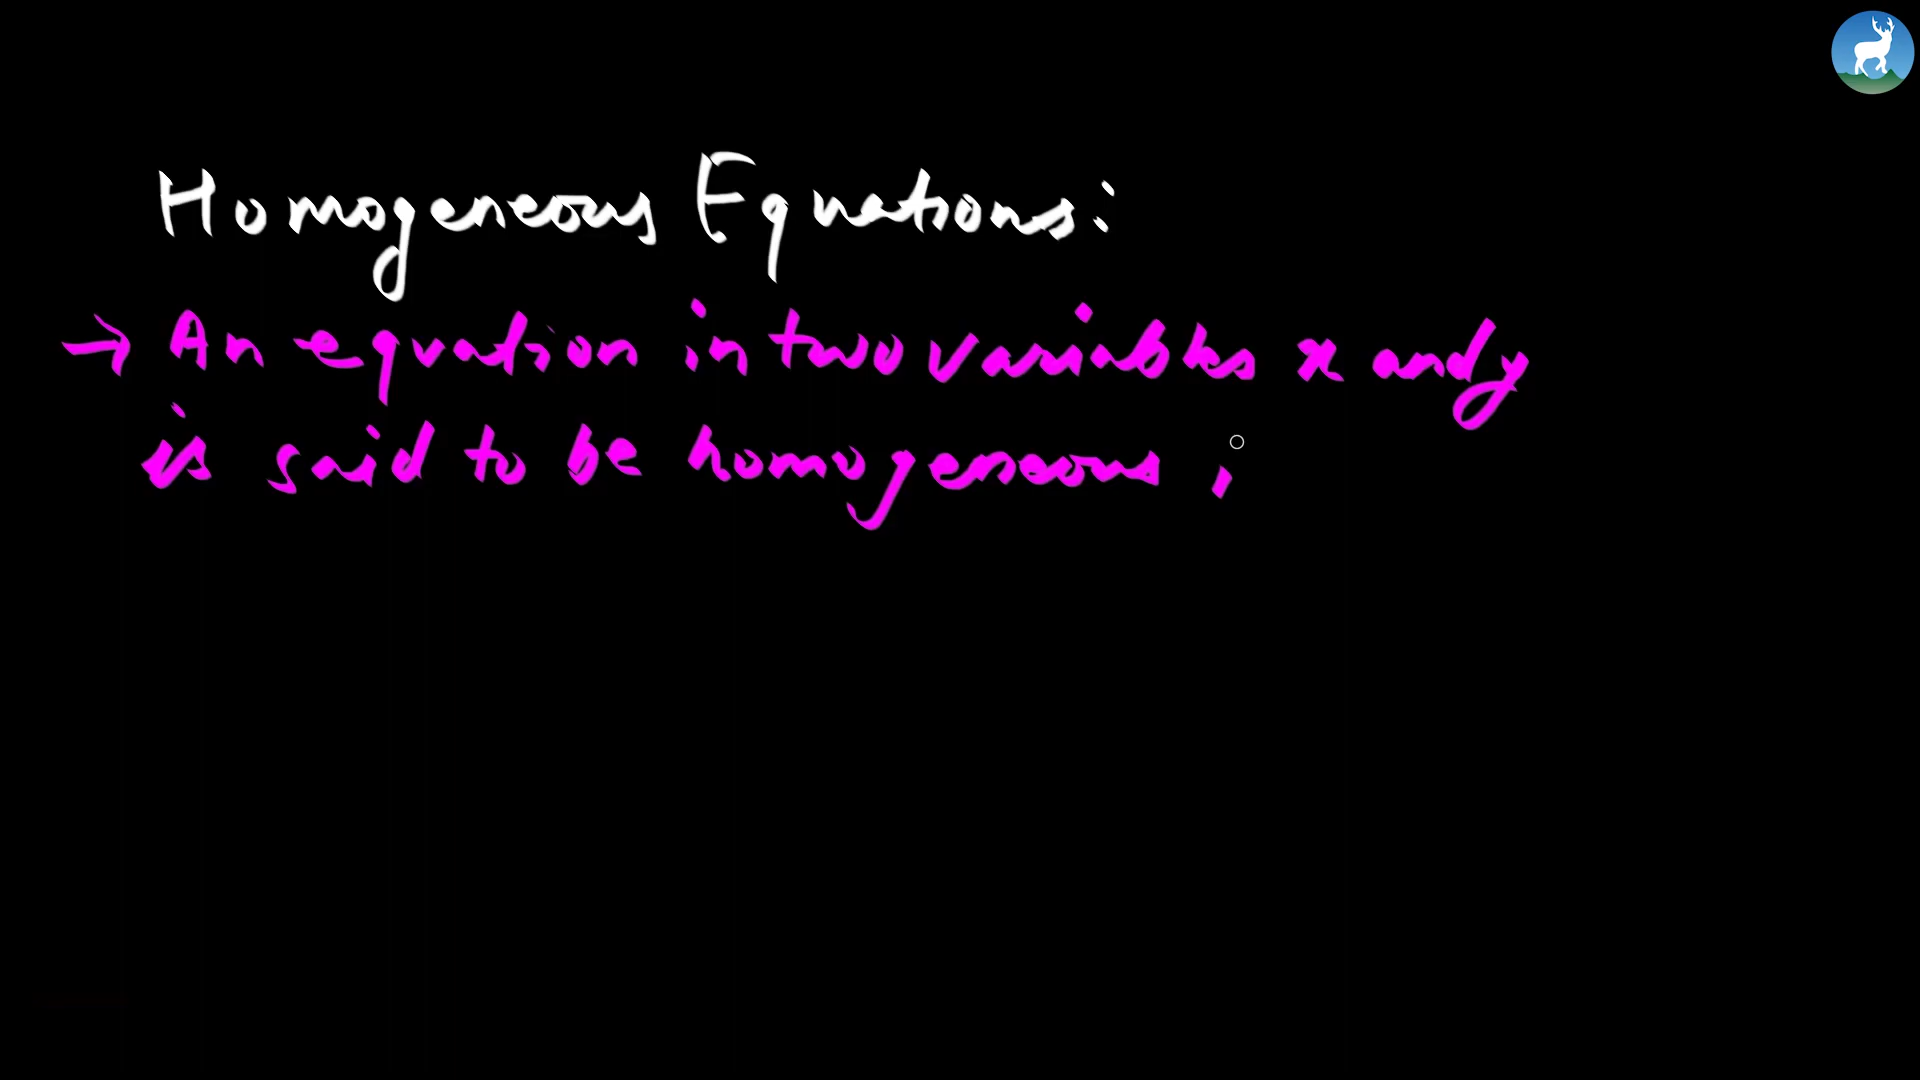 Homogeneous Equations:
→ An equation in two variables x and y
is said to be homogeneous